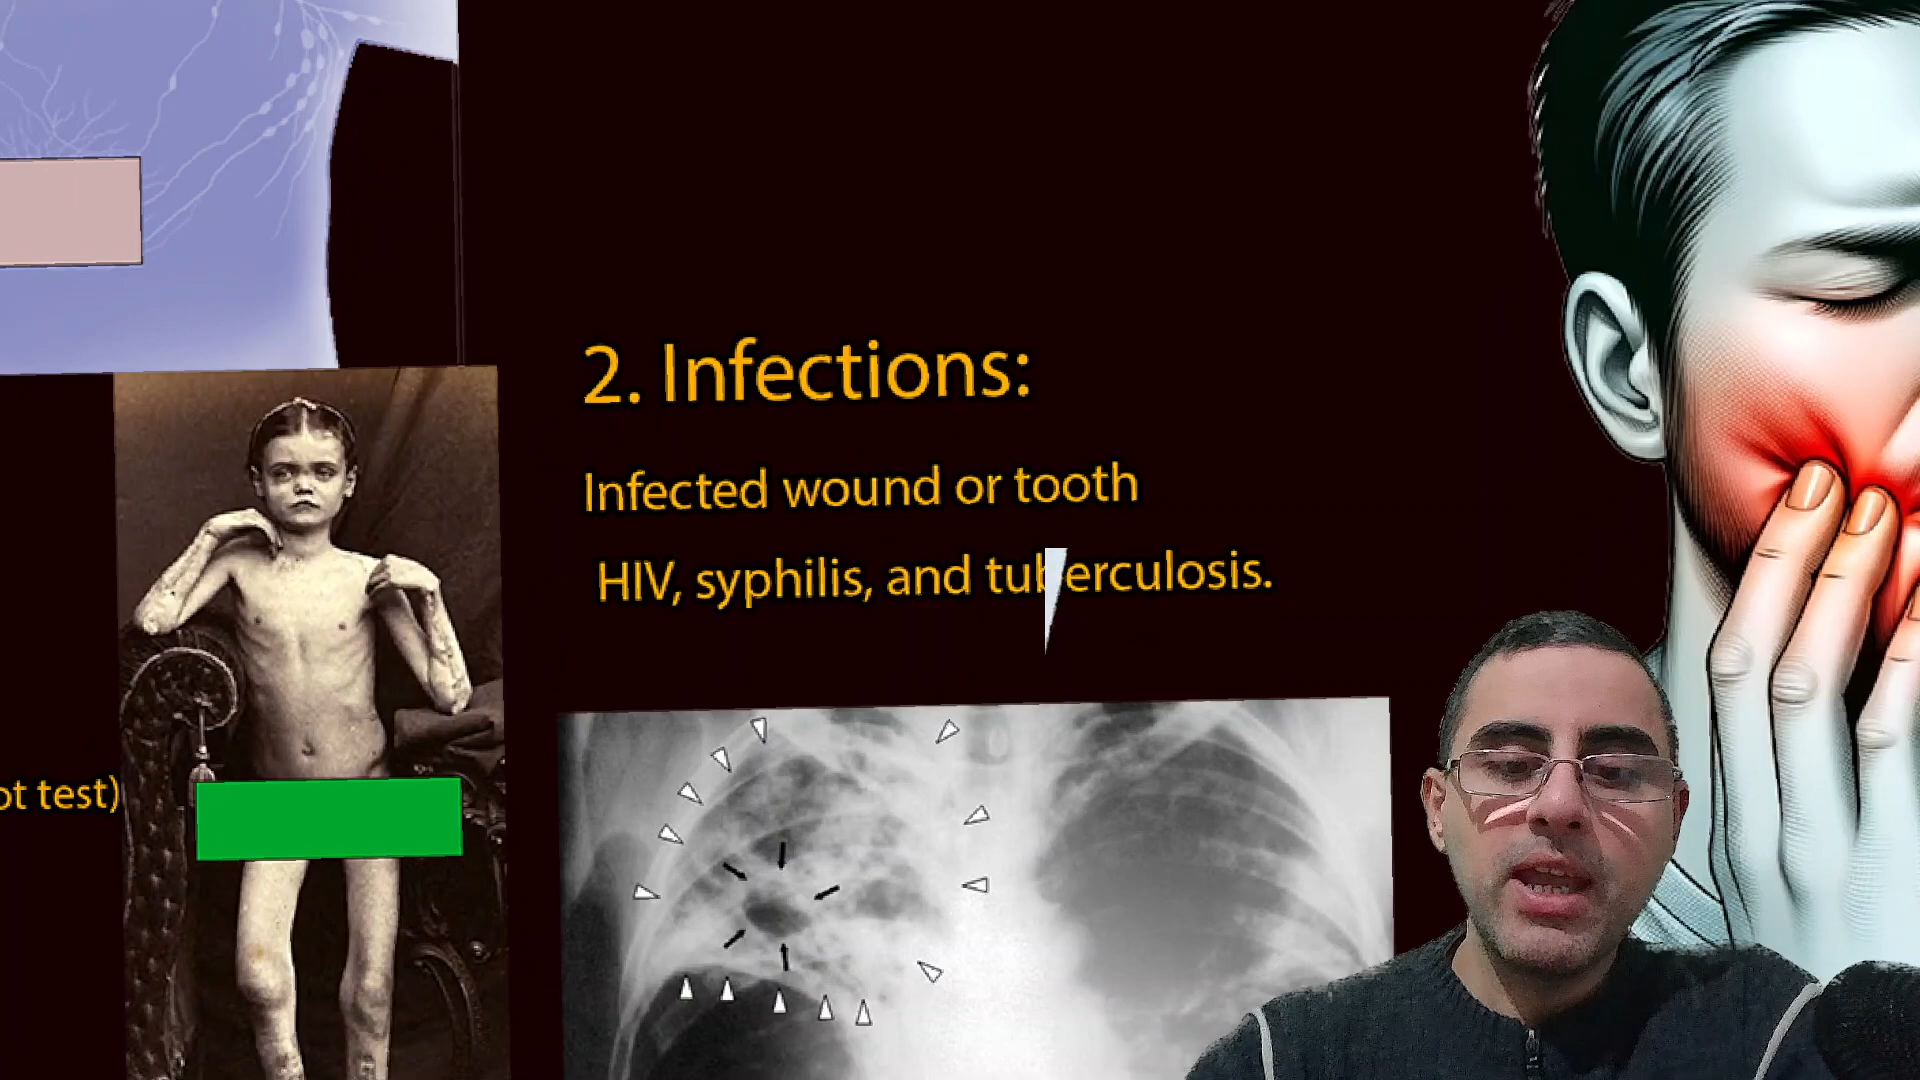 2. Infections:
Infected wound or tooth
HIV, syphilis, and tuberculosis.
ot test)